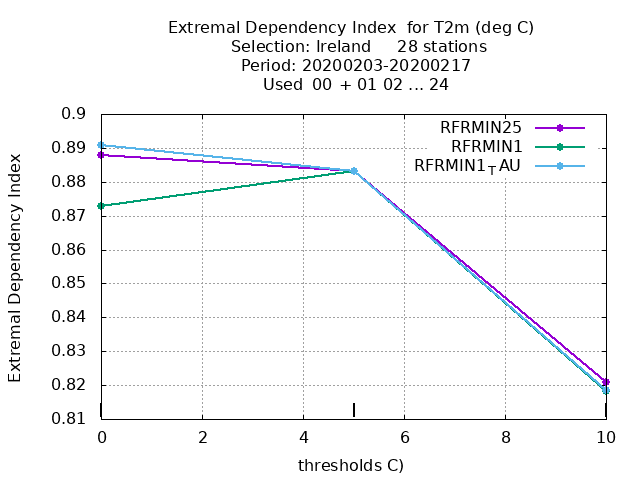 Extremal Dependency Index  for T2m (deg C)
Selection: Ireland     28 stations
Period: 20200203-20200217
Used  00 + 01 02 ... 24
RFRMIN25
RFRMIN1
RFRMIN1TAU
Extremal Dependency Index
0.9
0.89
0.88
0.87
0.86
0.85
0.84
0.83
0.82
0.81
0
2
4
6
8
10
thresholds C)